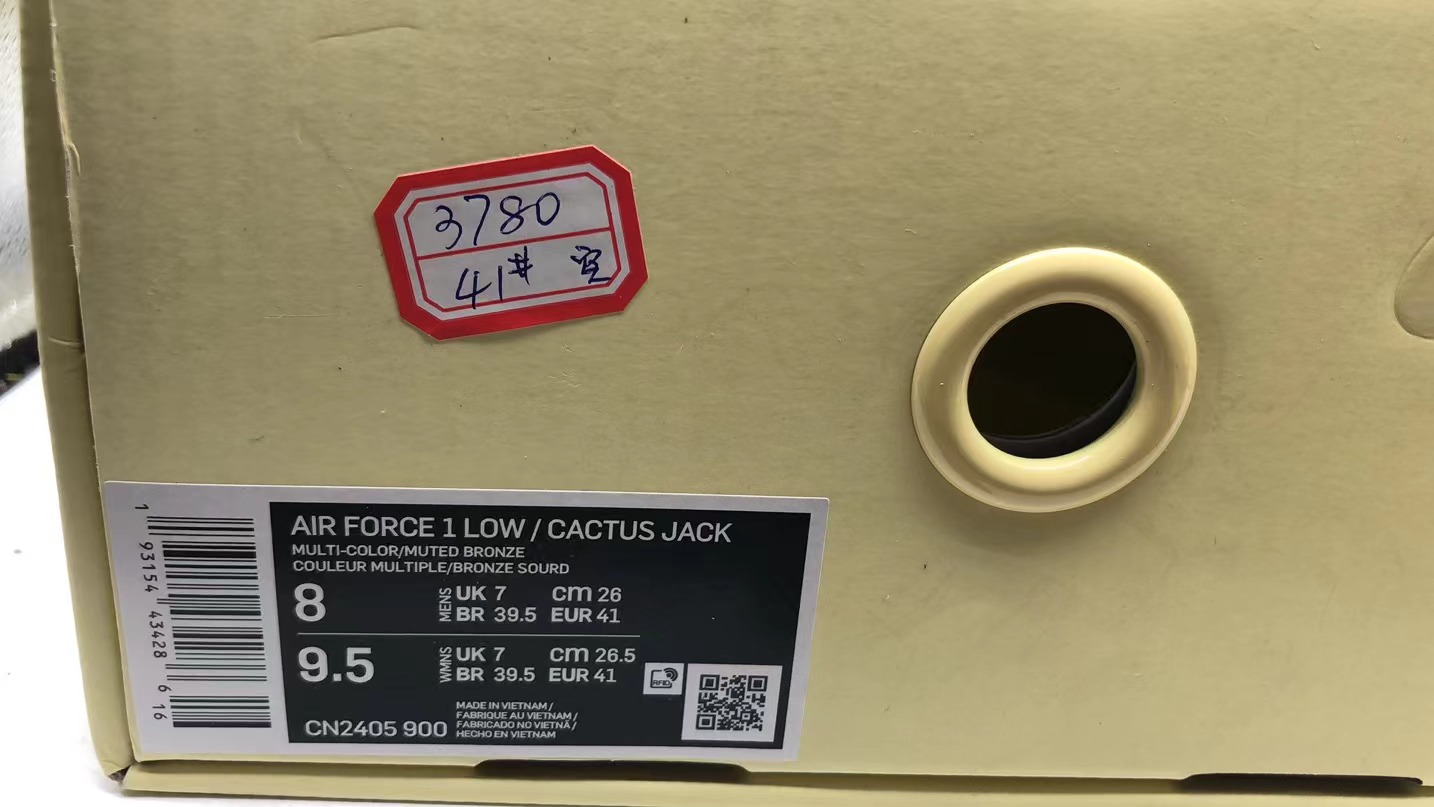 3780
41#
AIR FORCE 1 LOW / CACTUS JACK
MULTI-COLOR/MUTED BRONZE
COULEUR MULTIPLE/BRONZE SOURD
8 MENS UK 7 cm 26
BR 39.5 EUR 41
9.5 WMNS UK 7 cm 26.5
BR 39.5 EUR 41
RFID
CN2405 900
MADE IN VIETNAM /
FABRIQUE AU VIETNAM /
FABRICADO NO VIETNÃ /
HECHO EN VIETNAM
1 93154 43428 6 16